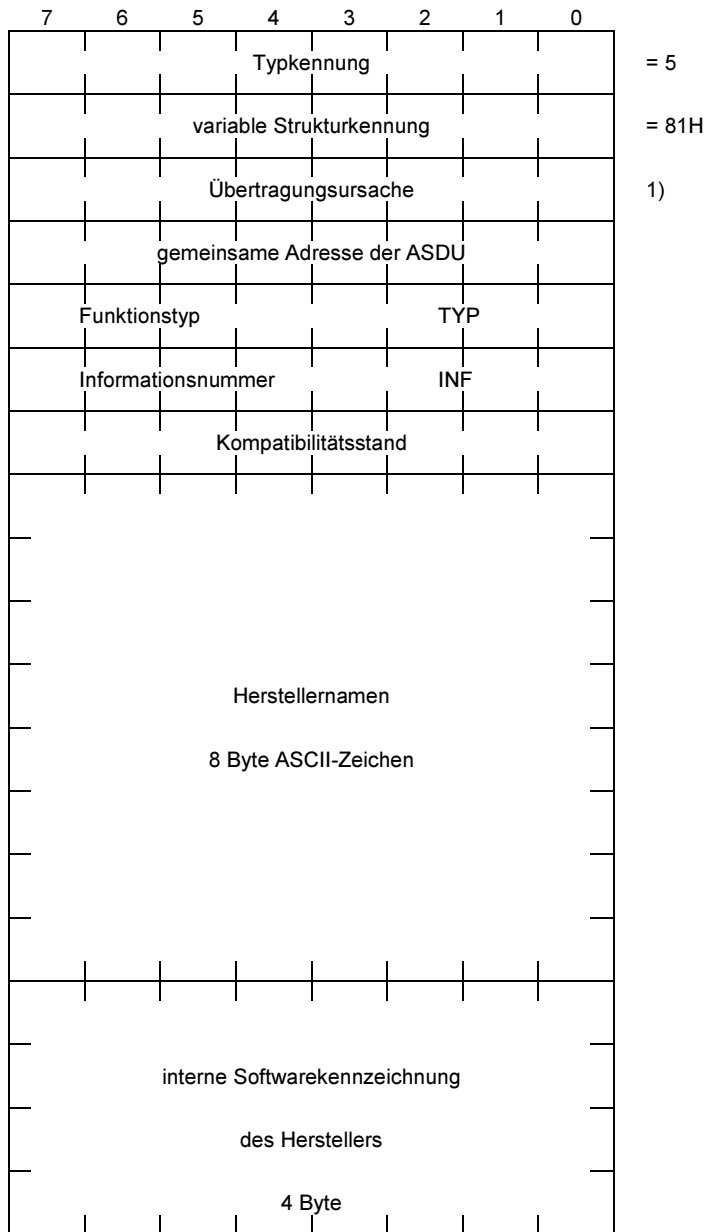 7 6 5 4 3 2 1 0
Typkennung = 5
variable Strukturkennung = 81H
Übertragungsursache 1)
gemeinsame Adresse der ASDU
Funktionstyp TYP
Informationsnummer INF
Kompatibilitätsstand
Herstellernamen
8 Byte ASCII-Zeichen
interne Softwarekennzeichnung
des Herstellers
4 Byte